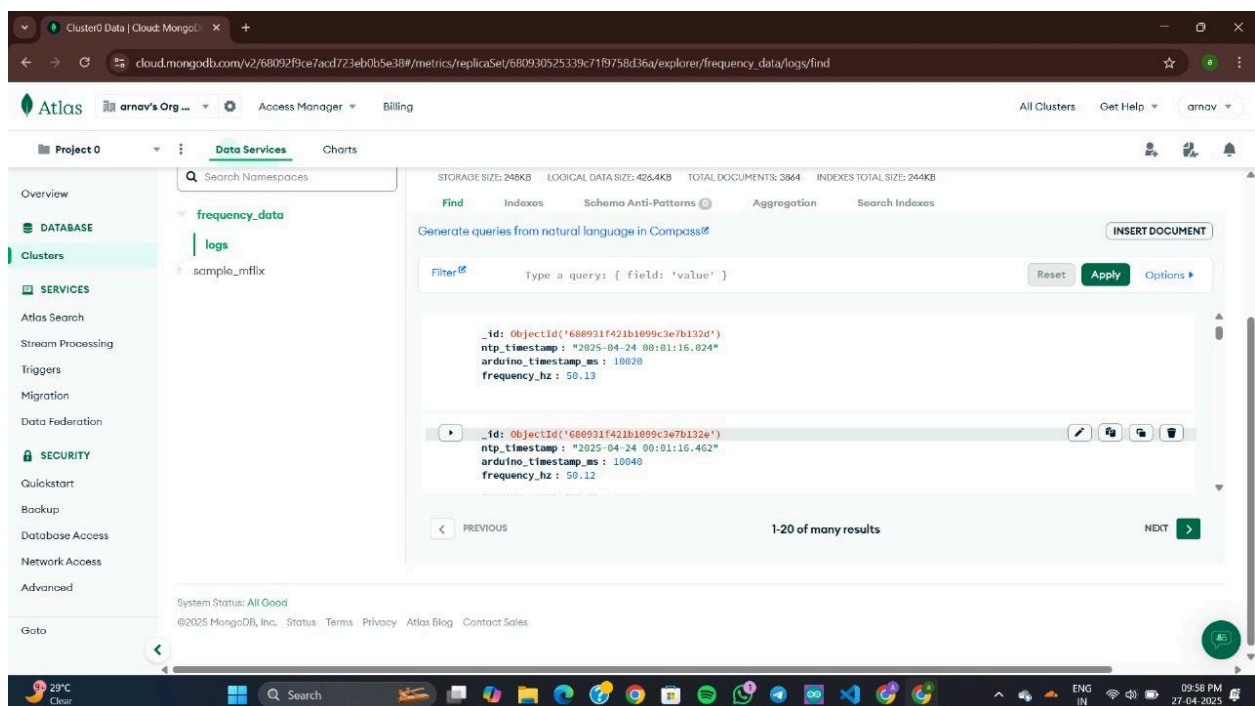 Cluster0 Data | Cloud: MongoD
cloud.mongodb.com/v2/68092f9ce7acd723eb0b5e38#/metrics/replicaSet/680930525339c71f9758d36a/explorer/frequency_data/logs/find
a
Atlas arnav's Org ... Access Manager Billing All Clusters Get Help arnav
Project 0 Data Services Charts
Overview
DATABASE
Clusters
SERVICES
Atlas Search
Stream Processing
Triggers
Migration
Data Federation
SECURITY
Quickstart
Backup
Database Access
Network Access
Advanced
Goto
Search Namespaces
frequency_data
logs
sample_mflix
STORAGE SIZE: 248KB LOGICAL DATA SIZE: 426.4KB TOTAL DOCUMENTS: 3864 INDEXES TOTAL SIZE: 244KB
Find Indexes Schema Anti-Patterns 0 Aggregation Search Indexes
Generate queries from natural language in Compass INSERT DOCUMENT
Filter Type a query: { field: 'value' } Reset Apply Options
_id: ObjectId('680931f421b1099c3e7b132d')
ntp_timestamp : "2025-04-24 00:01:16.024"
arduino_timestamp_ms : 10020
frequency_hz : 50.13
_id: ObjectId('680931f421b1099c3e7b132e')
ntp_timestamp : "2025-04-24 00:01:16.462"
arduino_timestamp_ms : 10040
frequency_hz : 50.12
PREVIOUS 1-20 of many results NEXT
System Status: All Good
©2025 MongoDB, Inc. Status Terms Privacy Atlas Blog Contact Sales
29°C
Clear
Search
ENG
IN
09:58 PM
27-04-2025